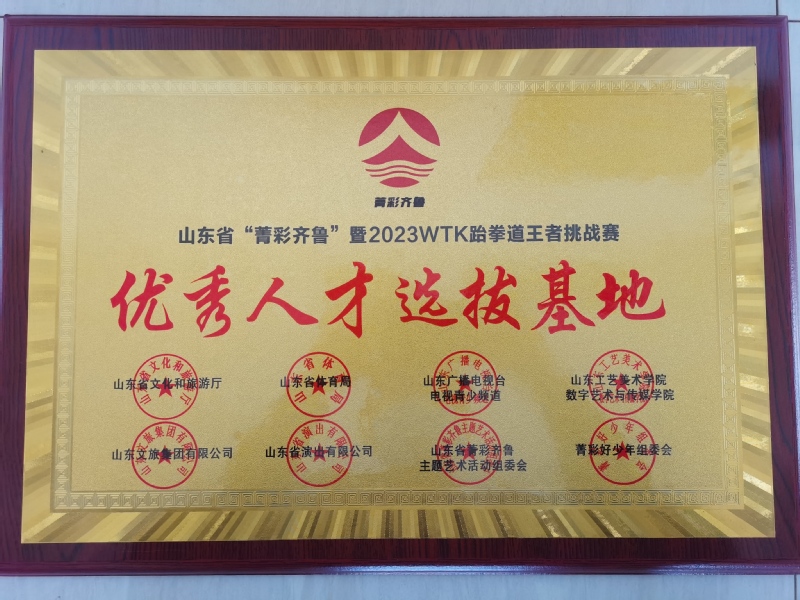 菁彩齐鲁
山东省“菁彩齐鲁”暨2023WTK跆拳道王者挑战赛
优秀人才选拔基地
山东省文化和旅游厅
山东省体育局
山东广播电视台
电视青少频道
山东工艺美术学院
数字艺术与传媒学院
山东文旅集团有限公司
山东省演出有限公司
山东省菁彩齐鲁
主题艺术活动组委会
菁彩好少年组委会